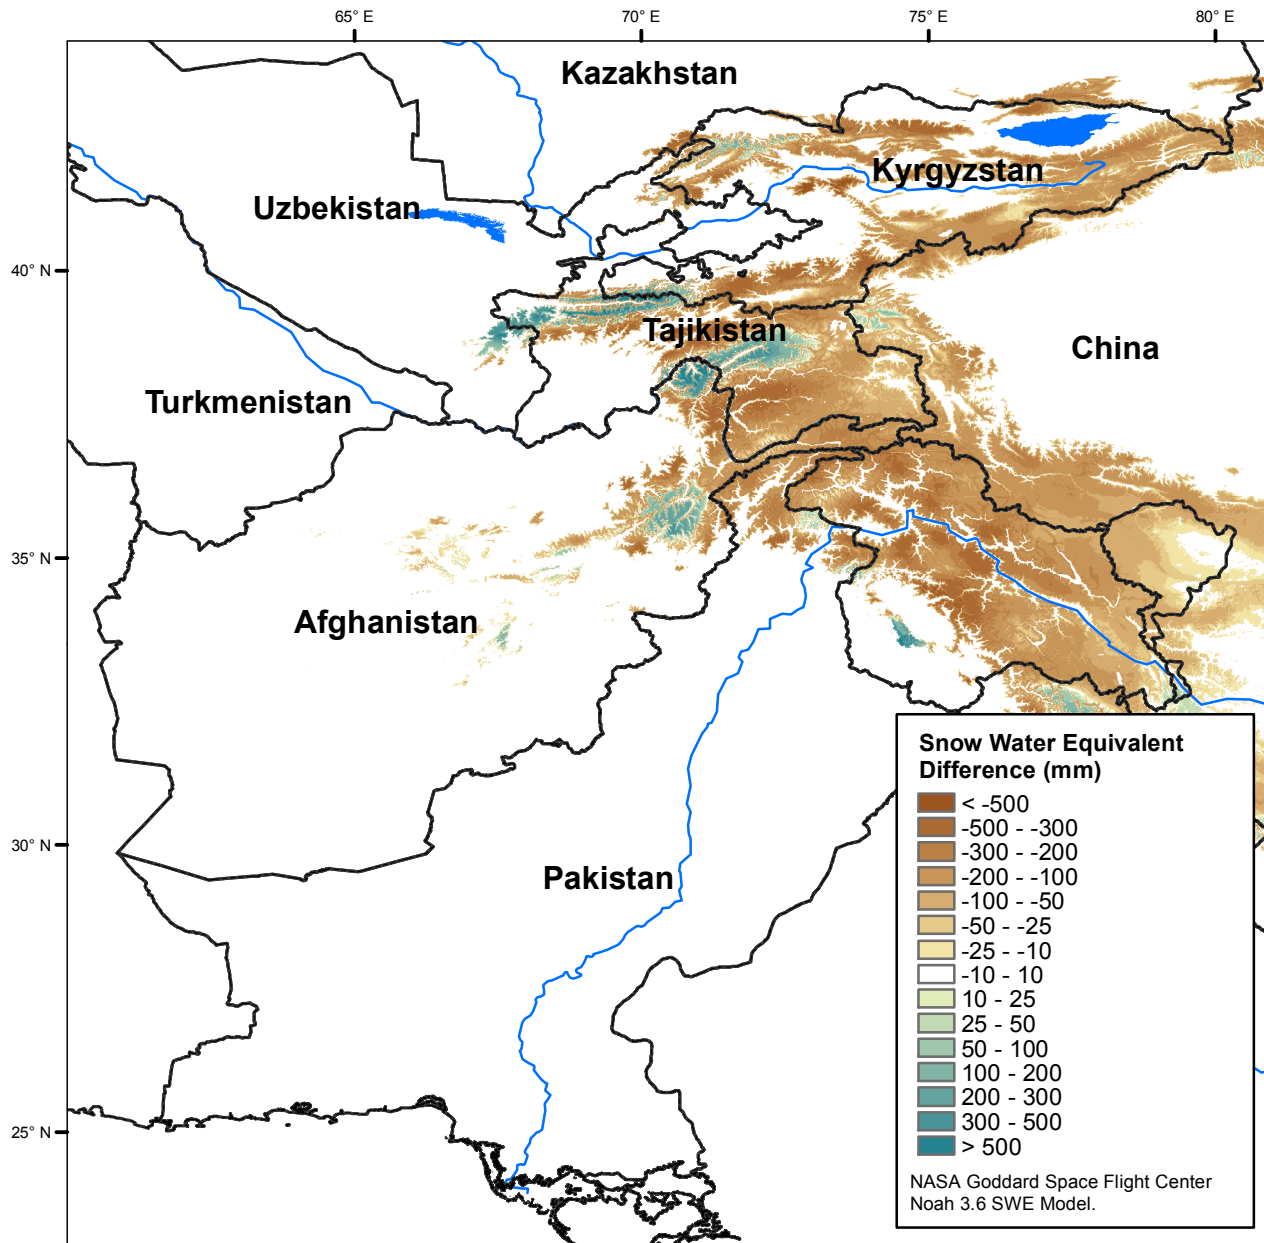 65° E
70° E
75° E
80° E
Kazakhstan
Kyrgyzstan
Uzbekistan
40° N
Tajikistan
China
Turkmenistan
35° N
Afghanistan
Snow Water Equivalent
Difference (mm)
< -500
-500 - -300
-300 - -200
-200 - -100
-100 - -50
-50 - -25
-25 - -10
-10 - 10
10 - 25
25 - 50
50 - 100
100 - 200
200 - 300
300 - 500
> 500
30° N
Pakistan
25° N
NASA Goddard Space Flight Center
Noah 3.6 SWE Model.